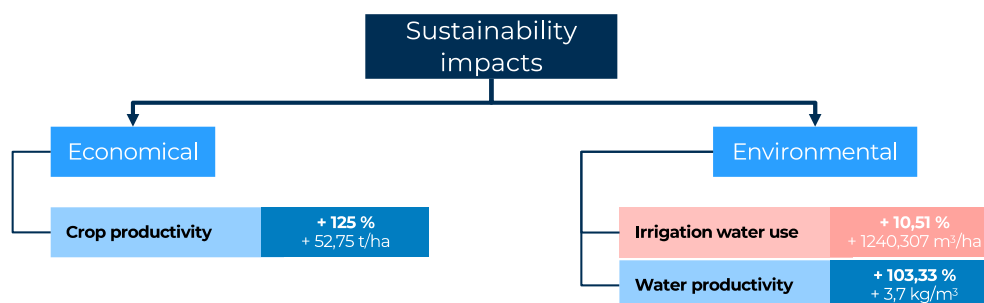 Sustainability
impacts
Economical
Environmental
Crop productivity
+ 125 %
+ 52,75 t/ha
Irrigation water use
+ 10,51 %
+ 1240,307 m³/ha
Water productivity
+ 103,33 %
+ 3,7 kg/m³